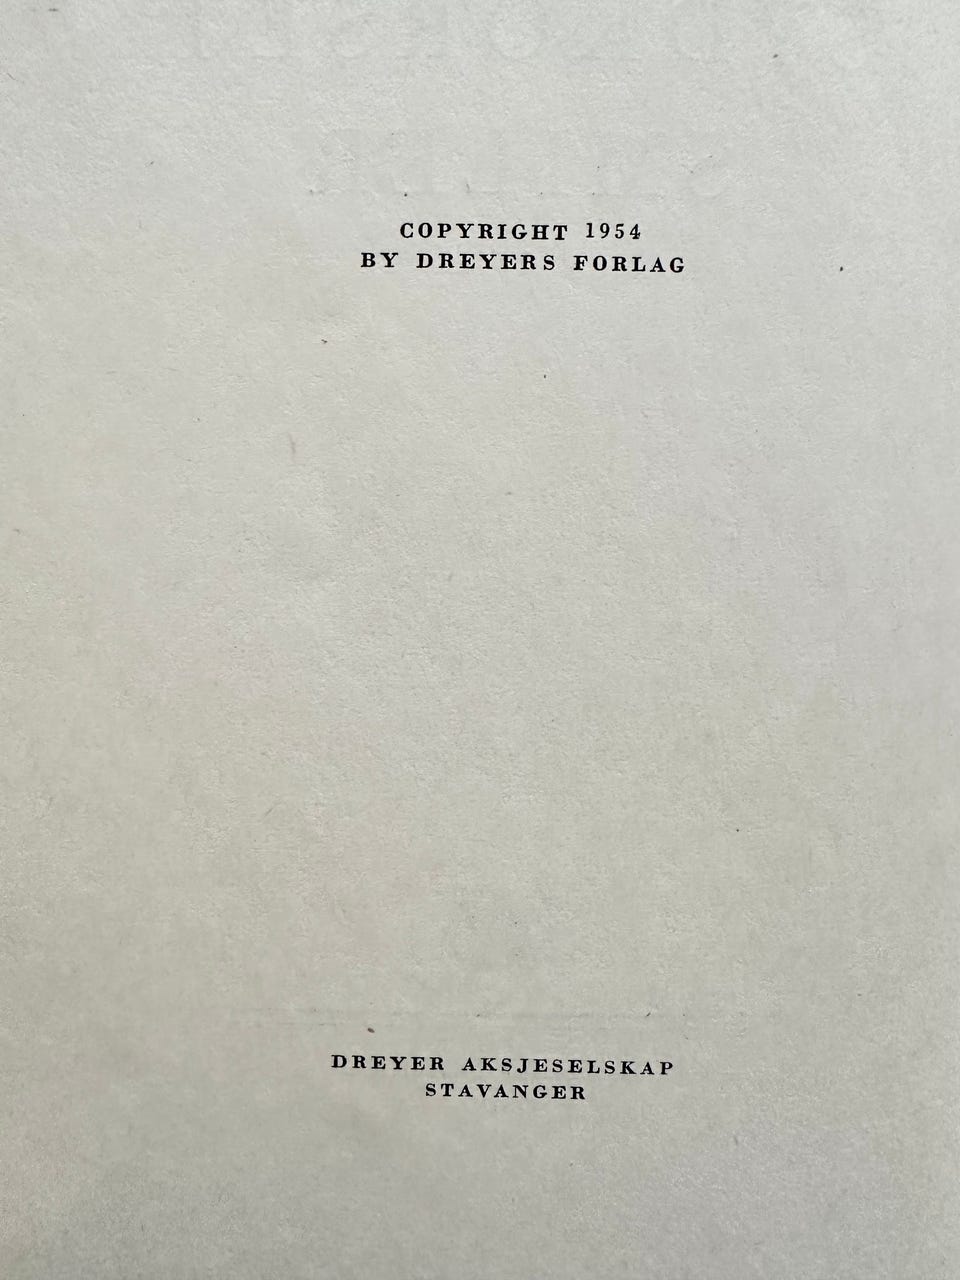 COPYRIGHT 1954
BY DREYERS FORLAG
DREYER AKSJESELSKAP
STAVANGER